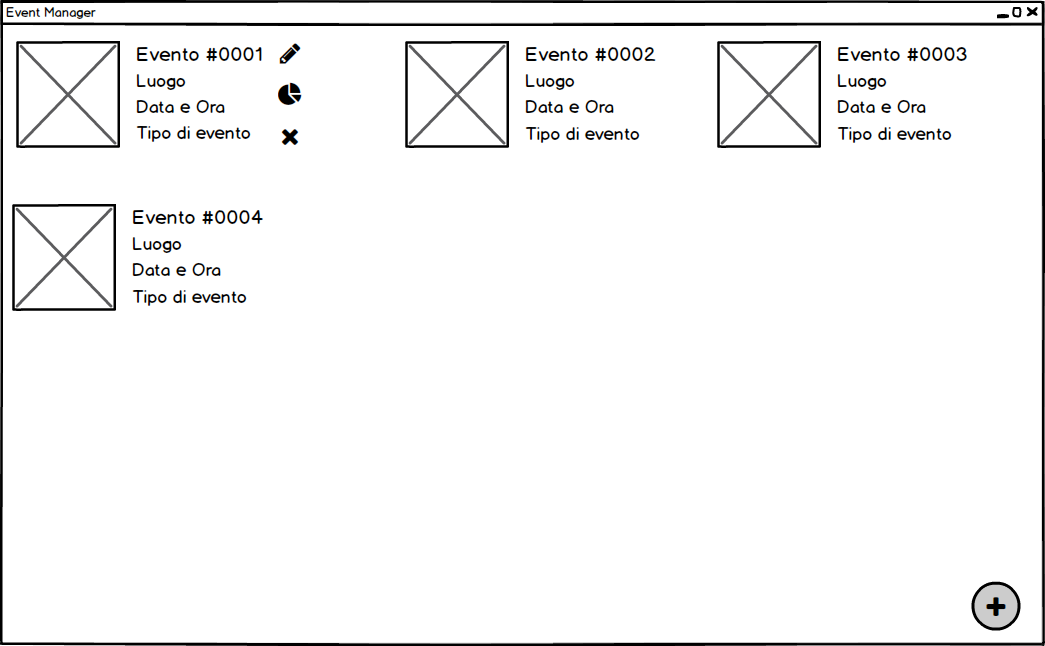 Event Manager
Evento #0001
Luogo
Data e Ora
Tipo di evento
Evento #0002
Luogo
Data e Ora
Tipo di evento
Evento #0003
Luogo
Data e Ora
Tipo di evento
Evento #0004
Luogo
Data e Ora
Tipo di evento